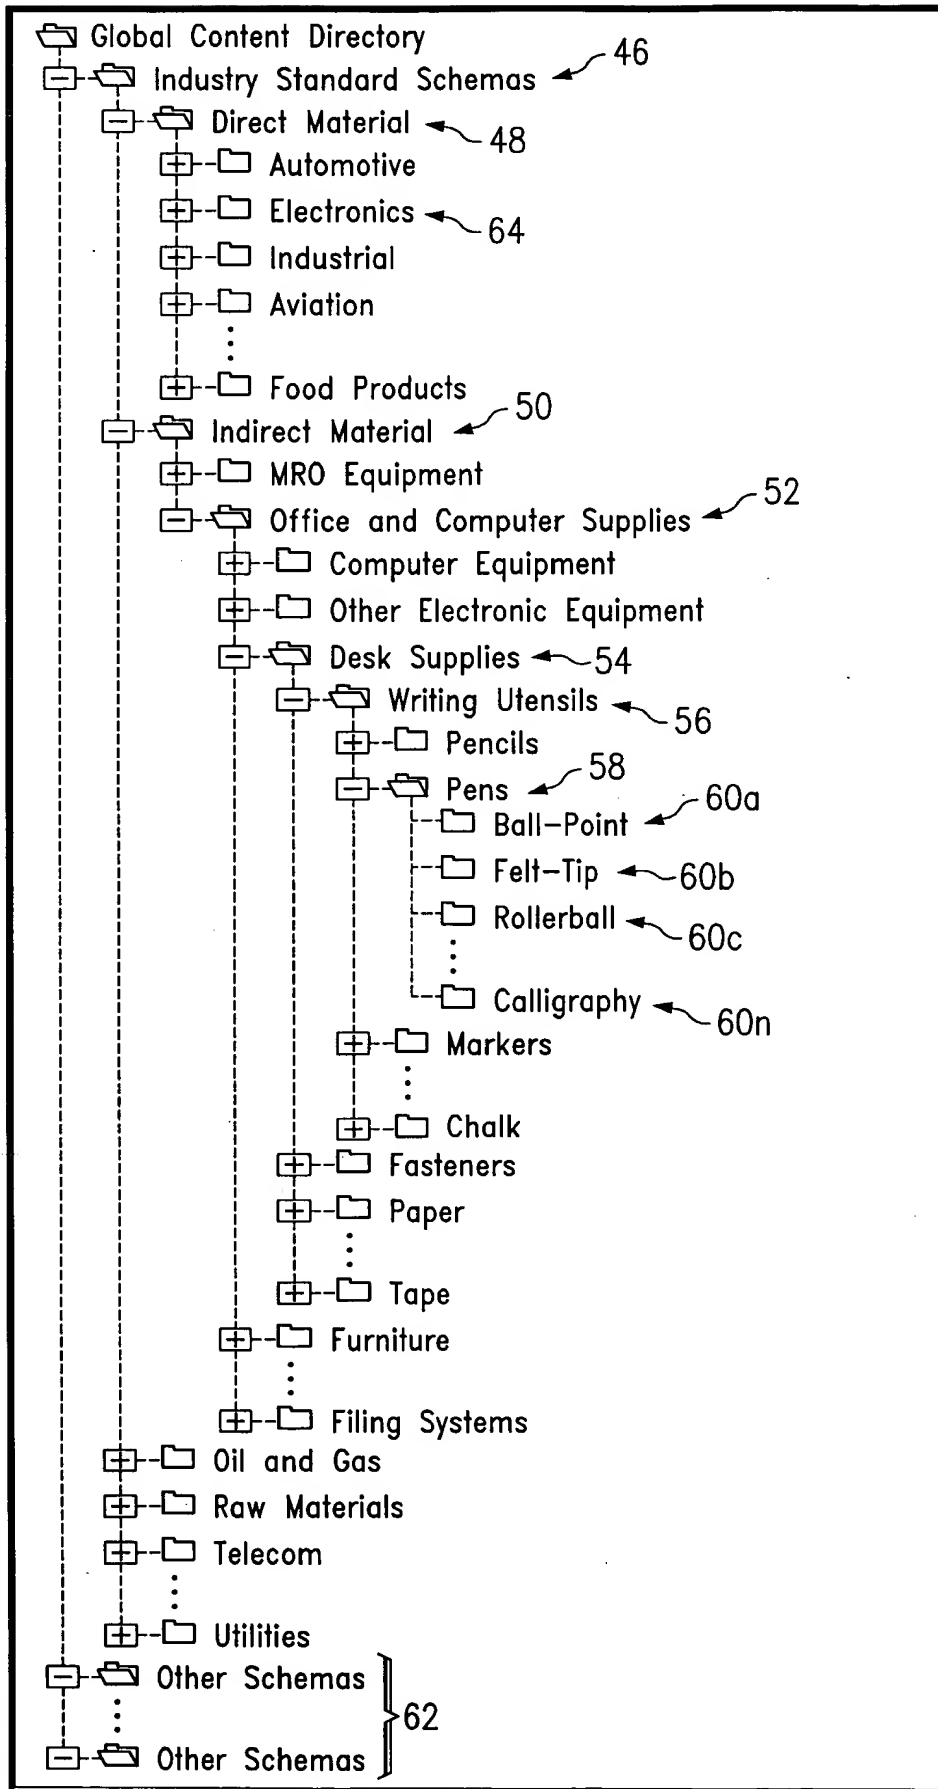 Global Content Directory
Industry Standard Schemas 46
Direct Material 48
Automotive
Electronics 64
Industrial
Aviation
Food Products
Indirect Material 50
MRO Equipment
Office and Computer Supplies 52
Computer Equipment
Other Electronic Equipment
Desk Supplies 54
Writing Utensils 56
Pencils
Pens 58
Ball-Point 60a
Felt-Tip 60b
Rollerball 60c
Calligraphy 60n
Markers
Chalk
Fasteners
Paper
Tape
Furniture
Filing Systems
Oil and Gas
Raw Materials
Telecom
Utilities
Other Schemas
62
Other Schemas